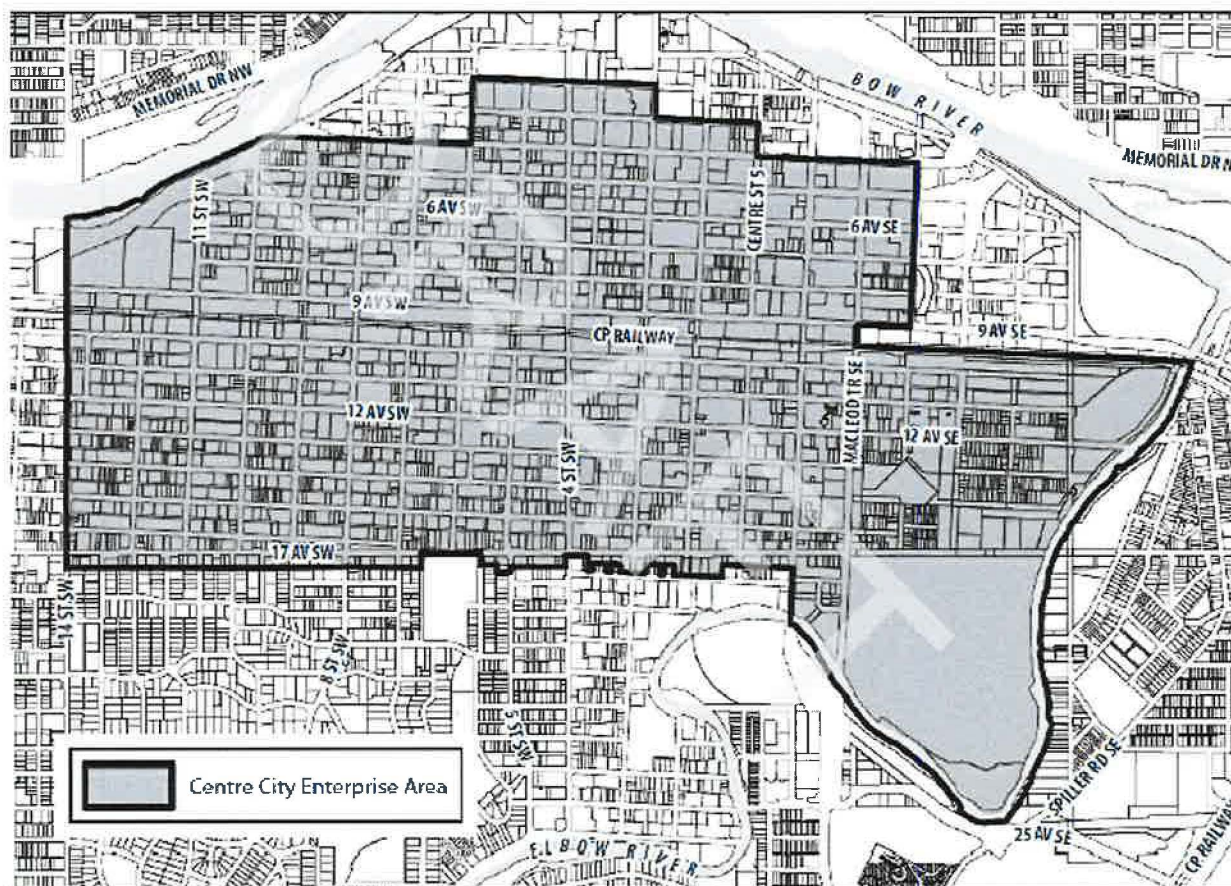 MEMORIAL DR NW
BOW RIVER
MEMORIAL DR N
11 ST SW
6 AV SW
CENTRE ST S
6 AV SE
9 AV SW
CP RAILWAY
9 AV SE
12 AV SW
4 ST SW
MACLEOD TR SE
12 AV SE
17 AV SW
14 ST SW
8 ST SW
5 ST SW
Centre City Enterprise Area
SPILLER RD SE
25 AV SE
ELBOW RIVER
CP RAILWA